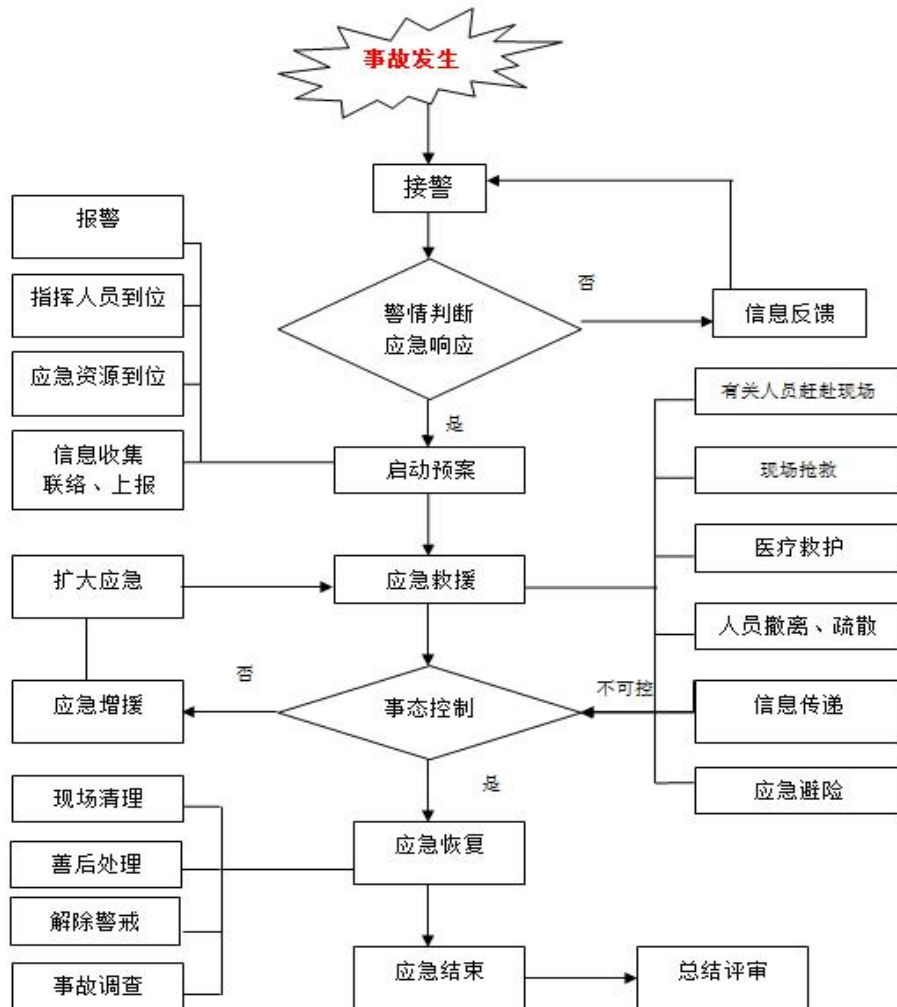 事故发生
接警
报警
指挥人员到位
应急资源到位
信息收集
联络、上报
警情判断
应急响应
否
信息反馈
是
启动预案
有关人员赶赴现场
现场抢救
医疗救护
人员撤离、疏散
信息传递
应急避险
扩大应急
应急救援
应急增援
否
事态控制
不可控
是
现场清理
善后处理
解除警戒
事故调查
应急恢复
应急结束
总结评审